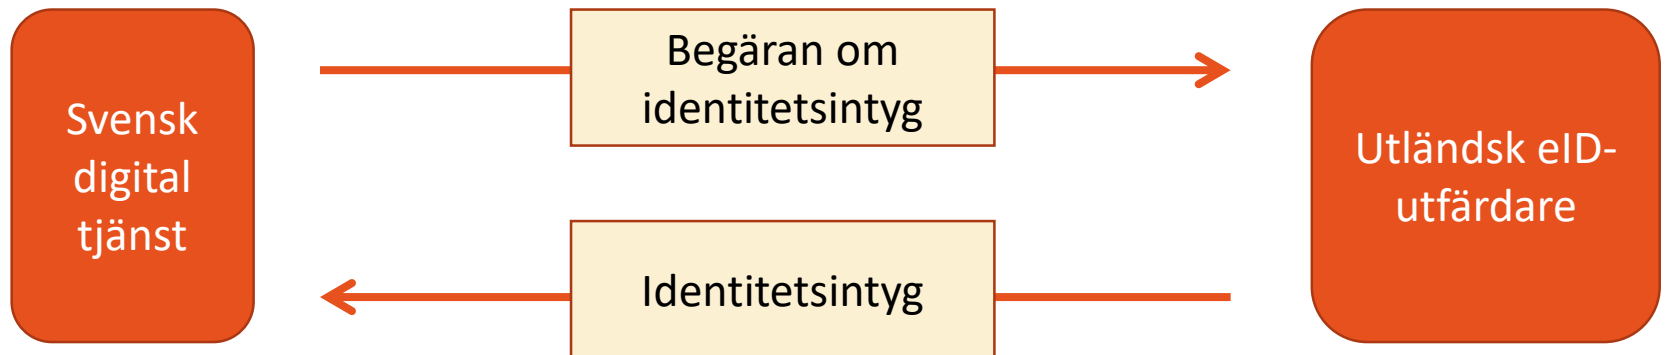 Svensk
digital
tjänst
Begäran om
identitetsintyg
Identitetsintyg
Utländsk eID-
utfärdare